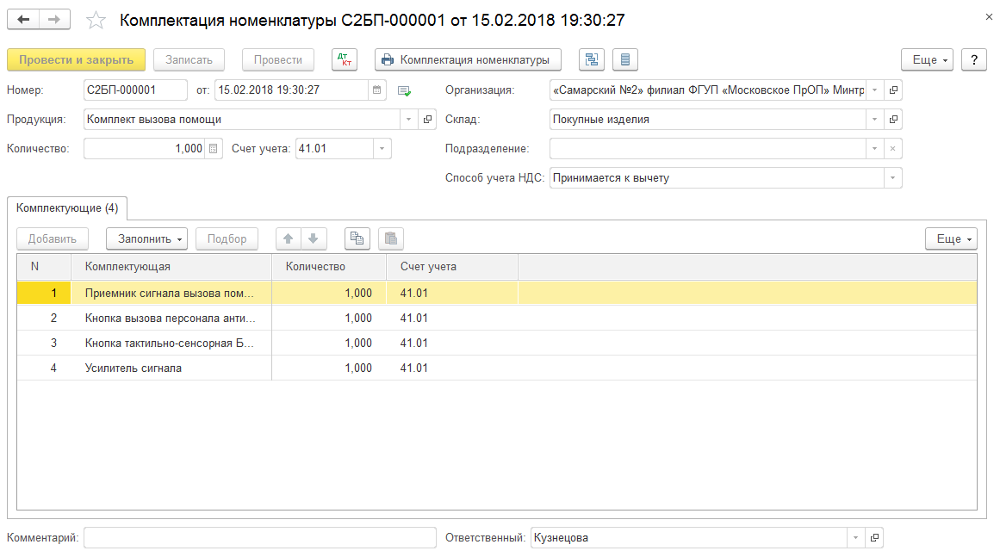 Комплектация номенклатуры С2БП-000001 от 15.02.2018 19:30:27
Провести и закрыть Записать Провести Дт Кт Комплектация номенклатуры Еще ?
Номер: С2БП-000001 от: 15.02.2018 19:30:27 Организация: «Самарский №2» филиал ФГУП «Московское ПрОП» Минтр
Продукция: Комплект вызова помощи Склад: Покупные изделия
Количество: 1,000 Счет учета: 41.01 Подразделение:
Способ учета НДС: Принимается к вычету
Комплектующие (4)
Добавить Заполнить Подбор Еще
N Комплектующая Количество Счет учета
1 Приемник сигнала вызова пом... 1,000 41.01
2 Кнопка вызова персонала анти... 1,000 41.01
3 Кнопка тактильно-сенсорная Б... 1,000 41.01
4 Усилитель сигнала 1,000 41.01
Комментарий: Ответственный: Кузнецова